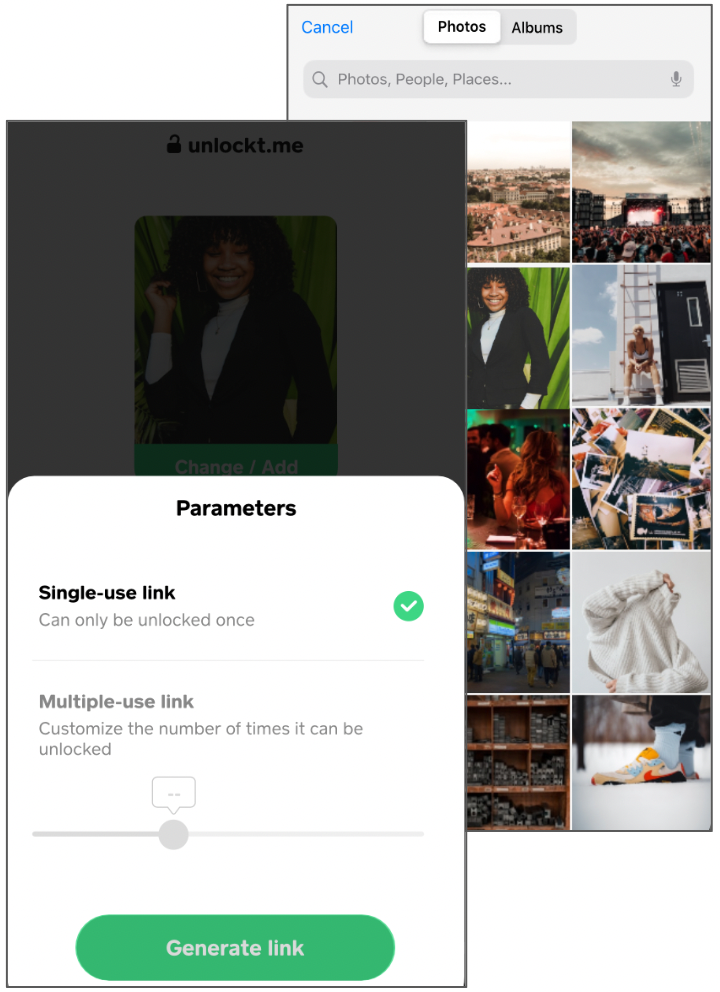 Cancel
Photos
Albums
Photos, People, Places...
unlockt.me
Change / Add
Parameters
Single-use link
Can only be unlocked once
Multiple-use link
Customize the number of times it can be
unlocked
--
Generate link